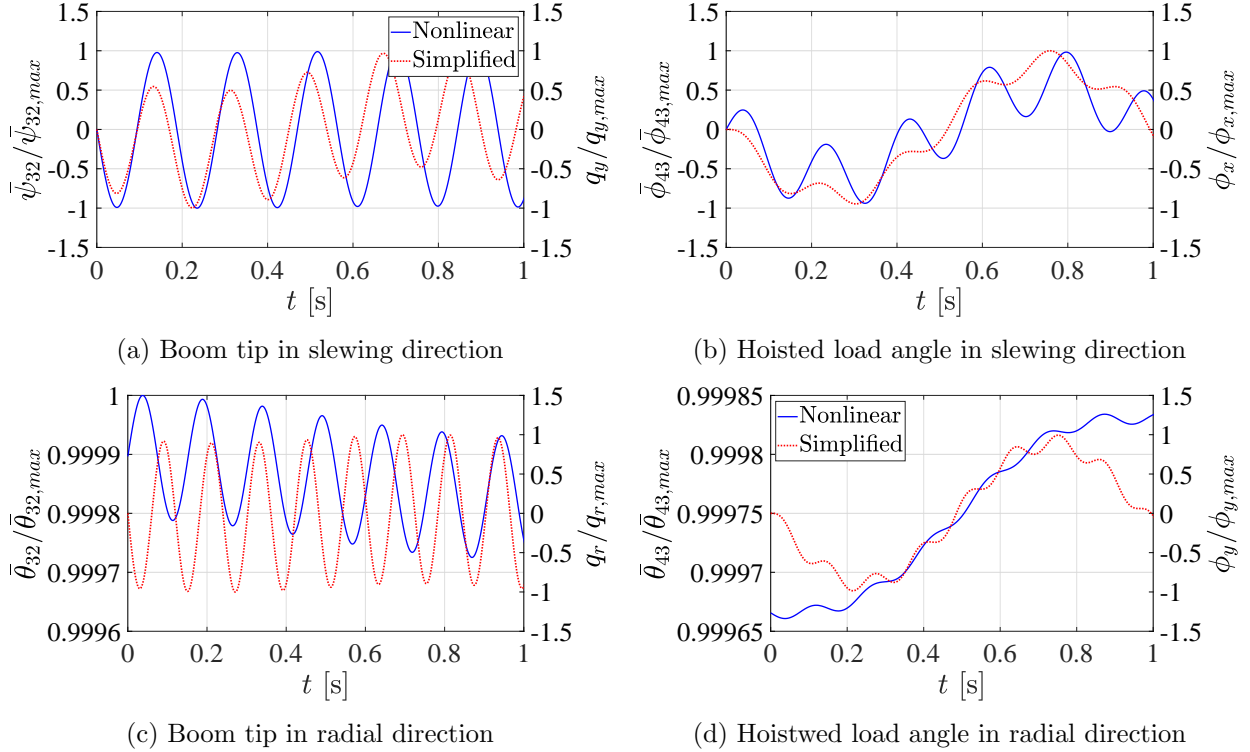 1.5
1
0.5
0
-0.5
-1
-1.5
ψ̄32/ψ̄32,max
Nonlinear
Simplified
1.5
1
0.5
0
-0.5
-1
-1.5
qy/qy,max
0 0.2 0.4 0.6 0.8 1
t [s]
(a) Boom tip in slewing direction
1.5
1
0.5
0
-0.5
-1
-1.5
ϕ̄43/ϕ̄43,max
1.5
1
0.5
0
-0.5
-1
-1.5
ϕx/ϕx,max
0 0.2 0.4 0.6 0.8 1
t [s]
(b) Hoisted load angle in slewing direction
1
0.9999
0.9998
0.9997
0.9996
θ̄32/θ̄32,max
1.5
1
0.5
0
-0.5
-1
-1.5
qr/qr,max
0 0.2 0.4 0.6 0.8 1
t [s]
(c) Boom tip in radial direction
0.99985
0.9998
0.99975
0.9997
0.99965
θ̄43/θ̄43,max
Nonlinear
Simplified
1.5
1
0.5
0
-0.5
-1
-1.5
ϕy/ϕy,max
0 0.2 0.4 0.6 0.8 1
t [s]
(d) Hoistwed load angle in radial direction